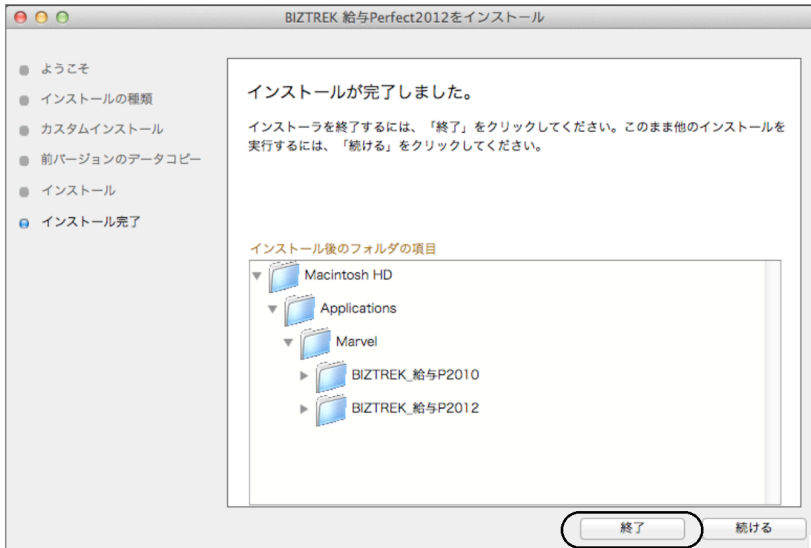 BIZTREK 給与Perfect2012をインストール
ようこそ
インストールの種類
カスタムインストール
前バージョンのデータコピー
インストール
インストール完了
インストールが完了しました。
インストーラを終了するには、「終了」をクリックしてください。このまま他のインストールを
実行するには、「続ける」をクリックしてください。
インストール後のフォルダの項目
Macintosh HD
Applications
Marvel
BIZTREK_給与P2010
BIZTREK_給与P2012
終了
続ける